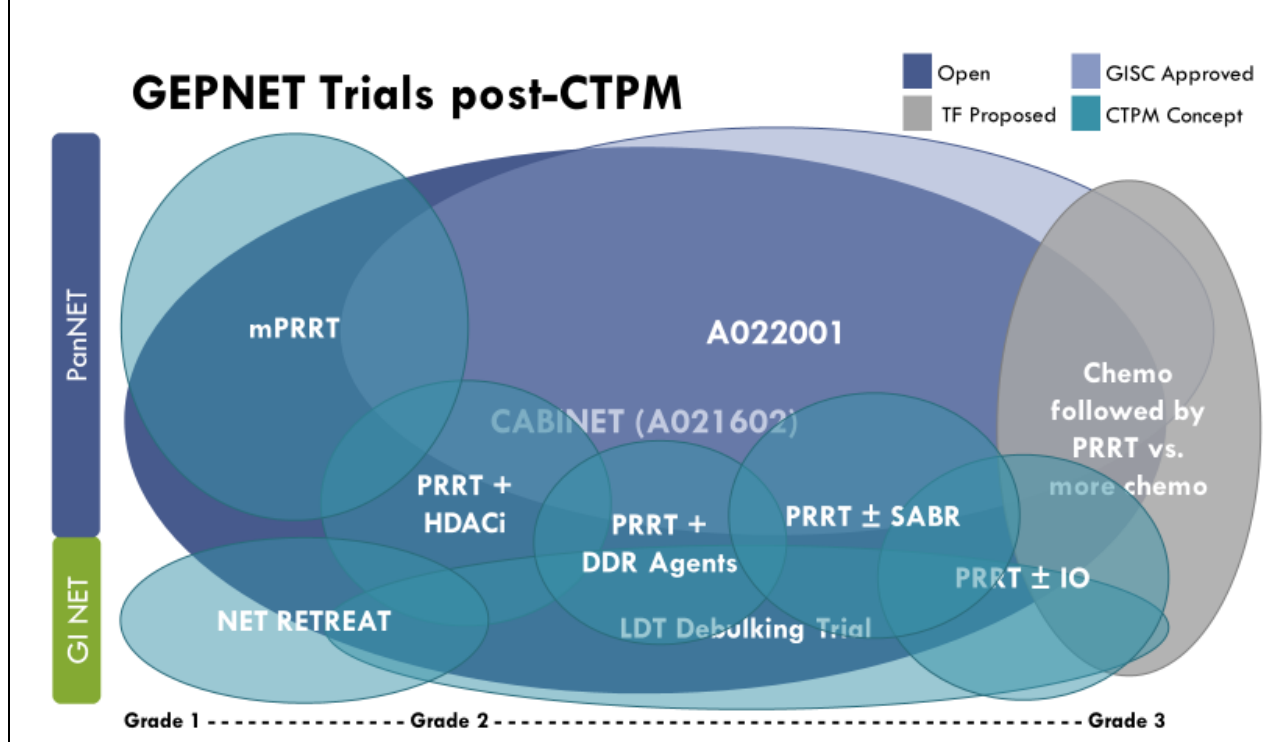 GEPNET Trials post-CTPM
Open
GISC Approved
TF Proposed
CTPM Concept
PanNET
GI NET
mPRRT
A022001
CABINET (A021602)
Chemo
followed by
PRRT vs.
more chemo
PRRT +
HDACi
PRRT +
DDR Agents
PRRT ± SABR
PRRT ± IO
NET RETREAT
LDT Debulking Trial
Grade 1
Grade 2
Grade 3